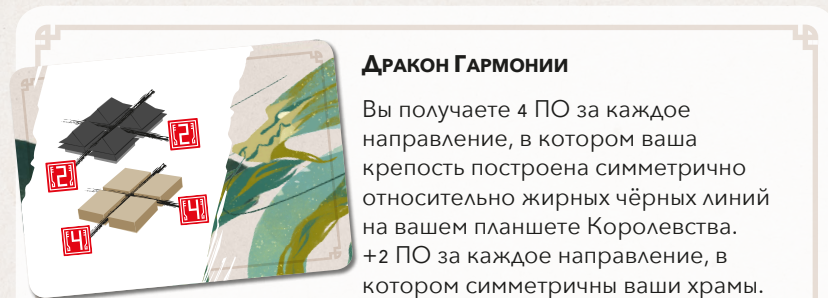 2
2
4
4
Дракон Гармонии
Вы получаете 4 ПО за каждое
направление, в котором ваша
крепость построена симметрично
относительно жирных чёрных линий
на вашем планшете Королевства.
+2 ПО за каждое направление, в
котором симметричны ваши храмы.